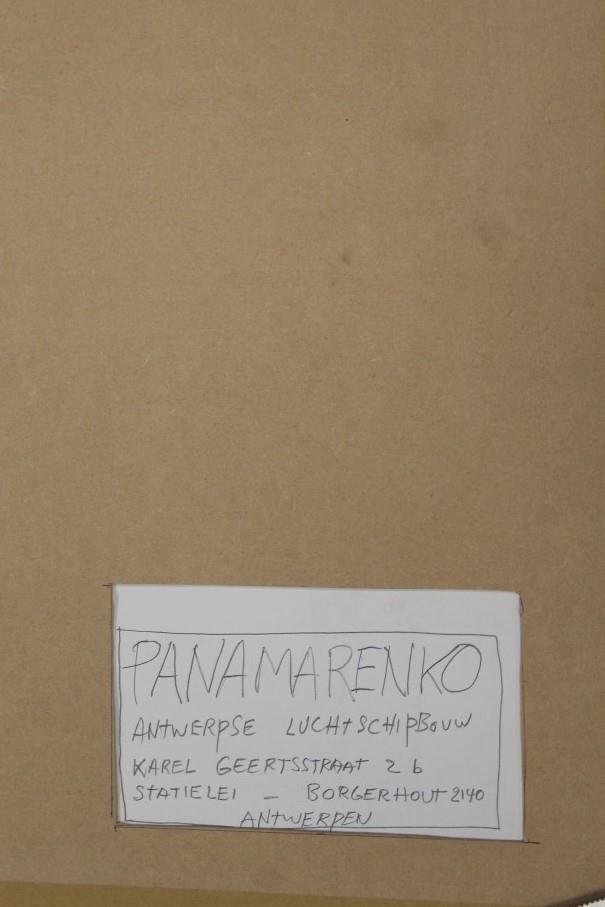 PANAMARENKO
ANTWERPSE LUCHTSCHIPBOUW
KAREL GEERTSSTRAAT 2 b
STATIELEI - BORGERHOUT 2140
ANTWERPEN